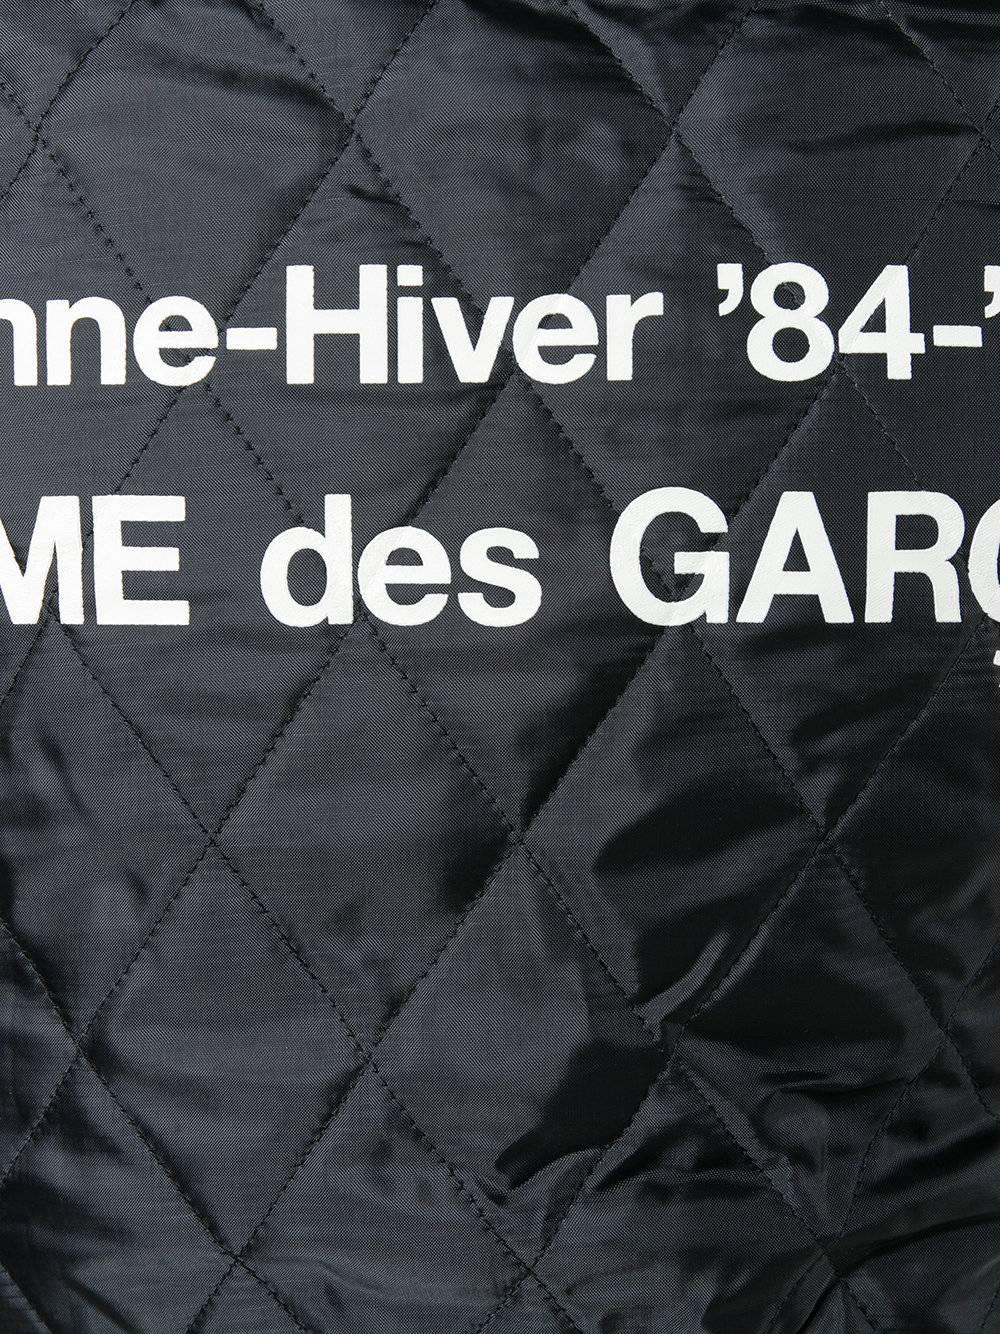 nne-Hiver ’84-’
ME des GARÇ